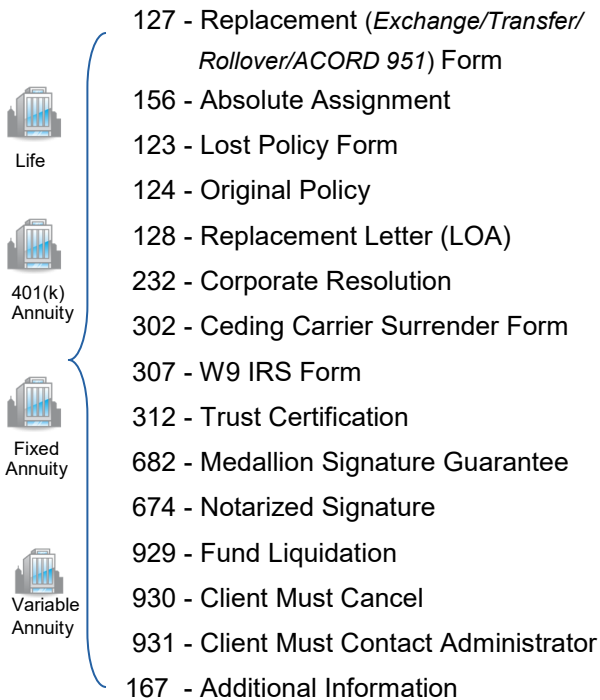 127 - Replacement (Exchange/Transfer/
Rollover/ACORD 951) Form
156 - Absolute Assignment
123 - Lost Policy Form
124 - Original Policy
128 - Replacement Letter (LOA)
232 - Corporate Resolution
302 - Ceding Carrier Surrender Form
307 - W9 IRS Form
312 - Trust Certification
682 - Medallion Signature Guarantee
674 - Notarized Signature
929 - Fund Liquidation
930 - Client Must Cancel
931 - Client Must Contact Administrator
167 - Additional Information
Life
401(k)
Annuity
Fixed
Annuity
Variable
Annuity